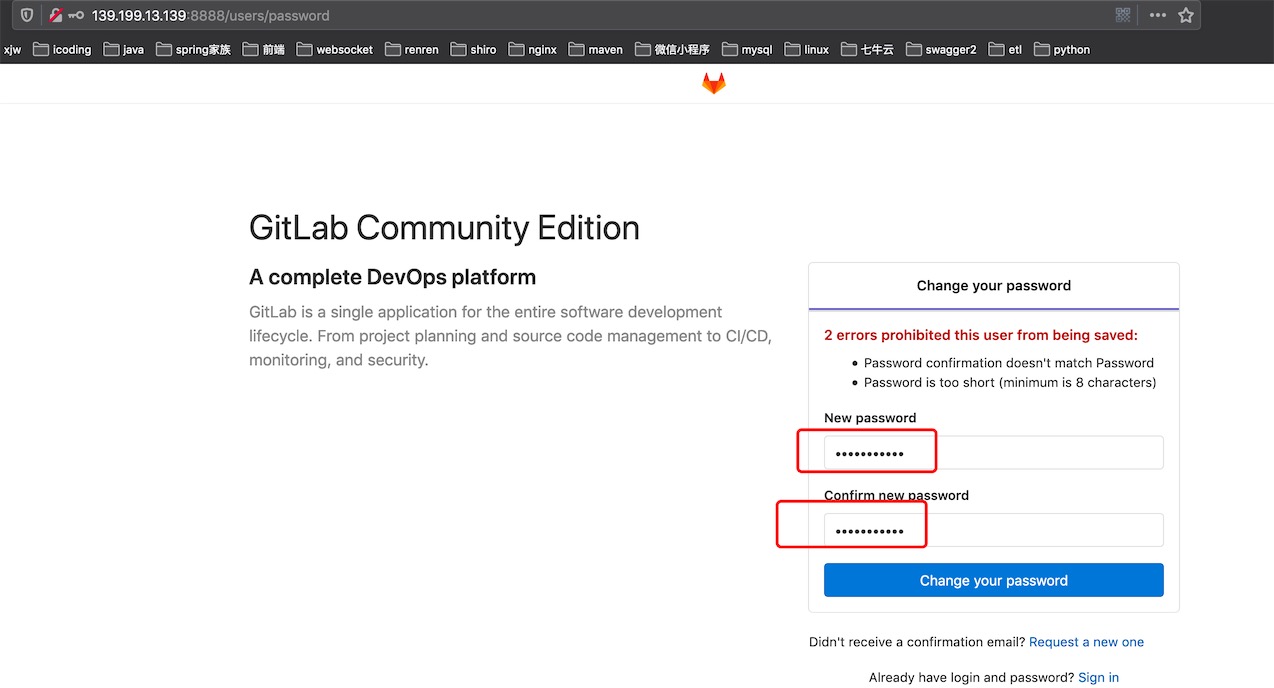 139.199.13.139:8888/users/password
xjw icoding java spring家族 前端 websocket renren shiro nginx maven 微信小程序 mysql linux 七牛云 swagger2 etl python
GitLab Community Edition
A complete DevOps platform
GitLab is a single application for the entire software development
lifecycle. From project planning and source code management to CI/CD,
monitoring, and security.
Change your password
2 errors prohibited this user from being saved:
• Password confirmation doesn't match Password
• Password is too short (minimum is 8 characters)
New password
•••••••••••
Confirm new password
•••••••••••
Change your password
Didn't receive a confirmation email? Request a new one
Already have login and password? Sign in